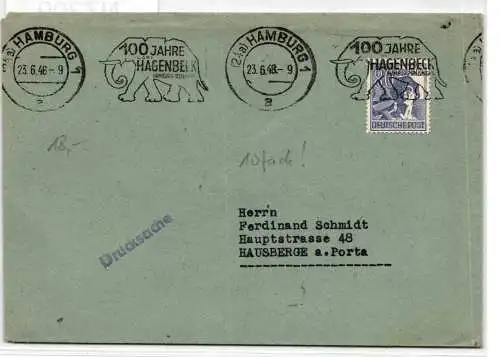 (24a) HAMBURG 1
23.6.48.-9
a
100 JAHRE
HAGENBECK
(24a) HAMBURG 1
23.6.48.-9
a
100 JAHRE
HAGENBECK
DEUTSCHE POST
18,-
10fach!
Drucksache
Herrn
Ferdinand Schmidt
Hauptstrasse 48
HAUSBERGE a.Porta